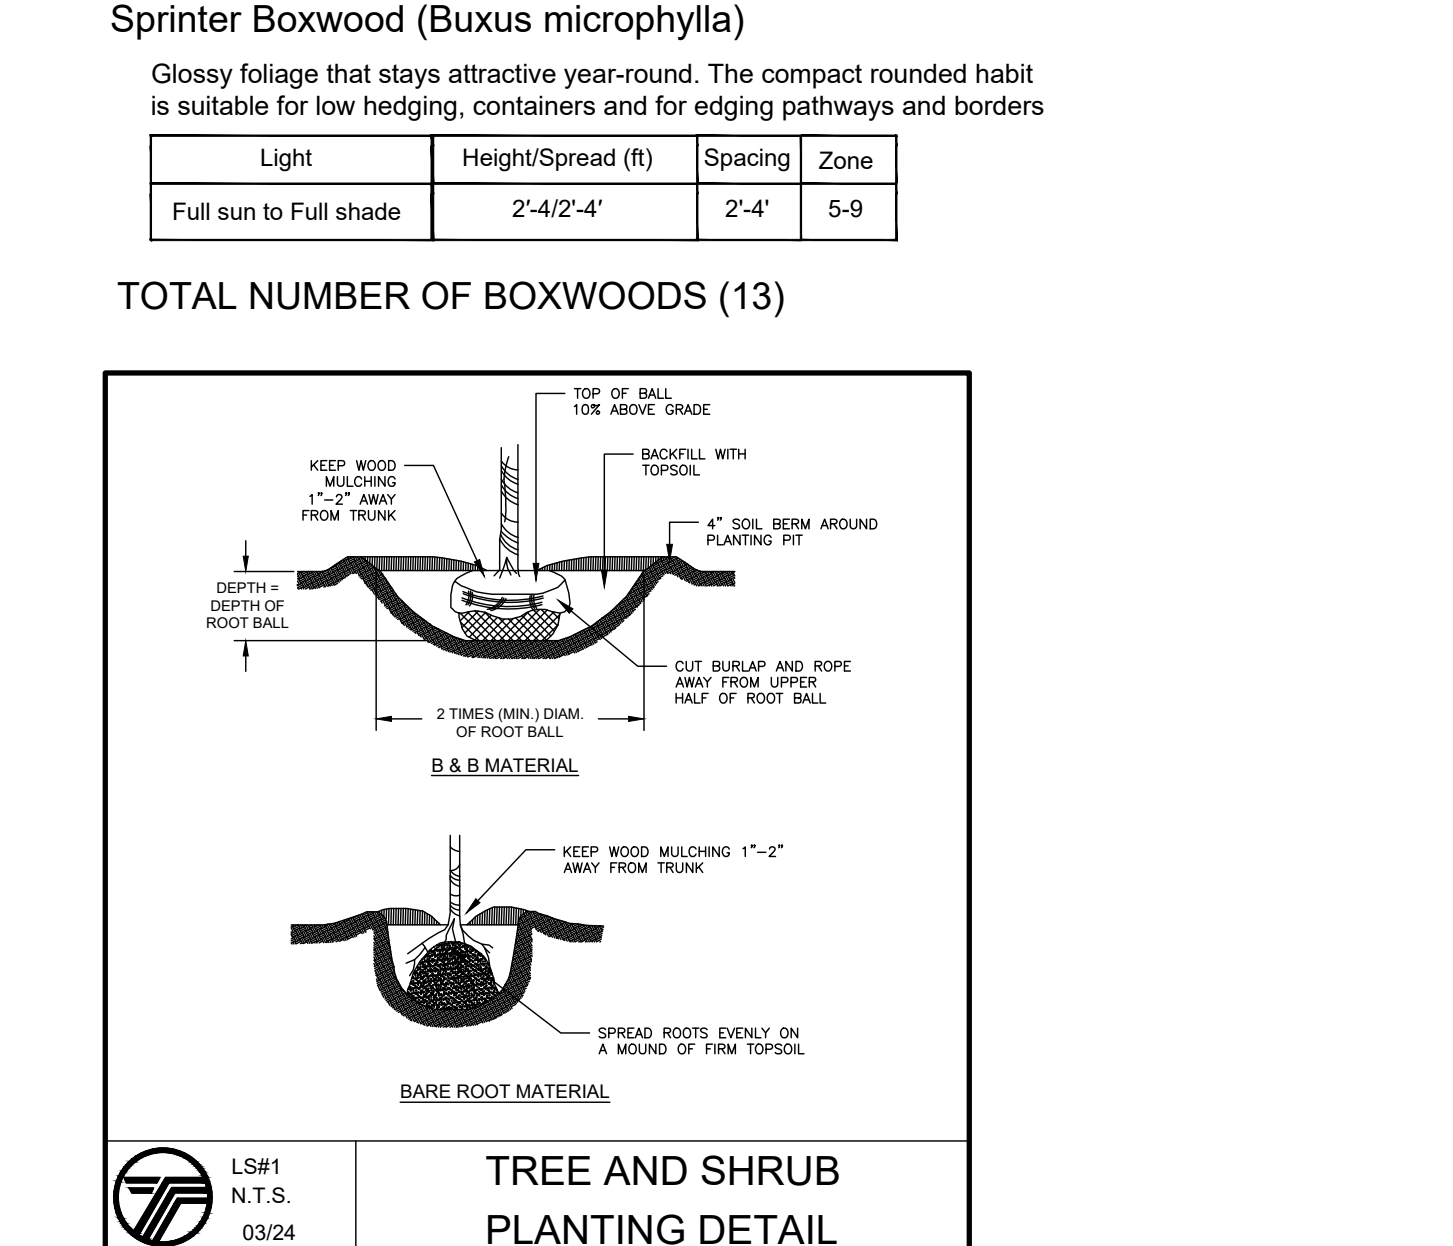 Sprinter Boxwood (Buxus microphylla)
Glossy foliage that stays attractive year-round. The compact rounded habit
is suitable for low hedging, containers and for edging pathways and borders
Light Height/Spread (ft) Spacing Zone
Full sun to Full shade 2'-4/2'-4' 2'-4' 5-9
TOTAL NUMBER OF BOXWOODS (13)
TOP OF BALL
10% ABOVE GRADE
BACKFILL WITH
TOPSOIL
KEEP WOOD
MULCHING
1"-2" AWAY
FROM TRUNK
4" SOIL BERM AROUND
PLANTING PIT
DEPTH =
DEPTH OF
ROOT BALL
CUT BURLAP AND ROPE
AWAY FROM UPPER
HALF OF ROOT BALL
2 TIMES (MIN.) DIAM.
OF ROOT BALL
B & B MATERIAL
KEEP WOOD MULCHING 1"-2"
AWAY FROM TRUNK
SPREAD ROOTS EVENLY ON
A MOUND OF FIRM TOPSOIL
BARE ROOT MATERIAL
LS#1
N.T.S.
03/24
TREE AND SHRUB
PLANTING DETAIL